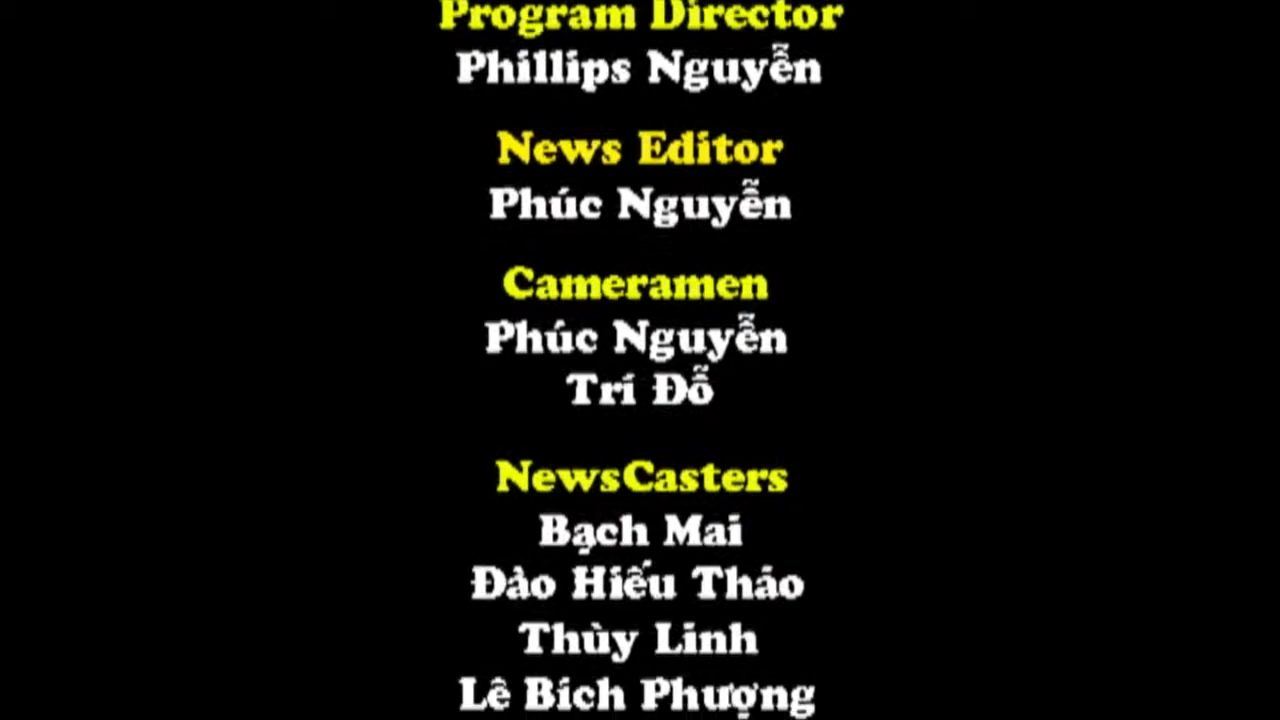 Program Director
Phillips Nguyễn
News Editor
Phúc Nguyễn
Cameramen
Phúc Nguyễn
Trí Đỗ
NewsCasters
Bạch Mai
Đào Hiếu Thảo
Thùy Linh
Lê Bích Phượng